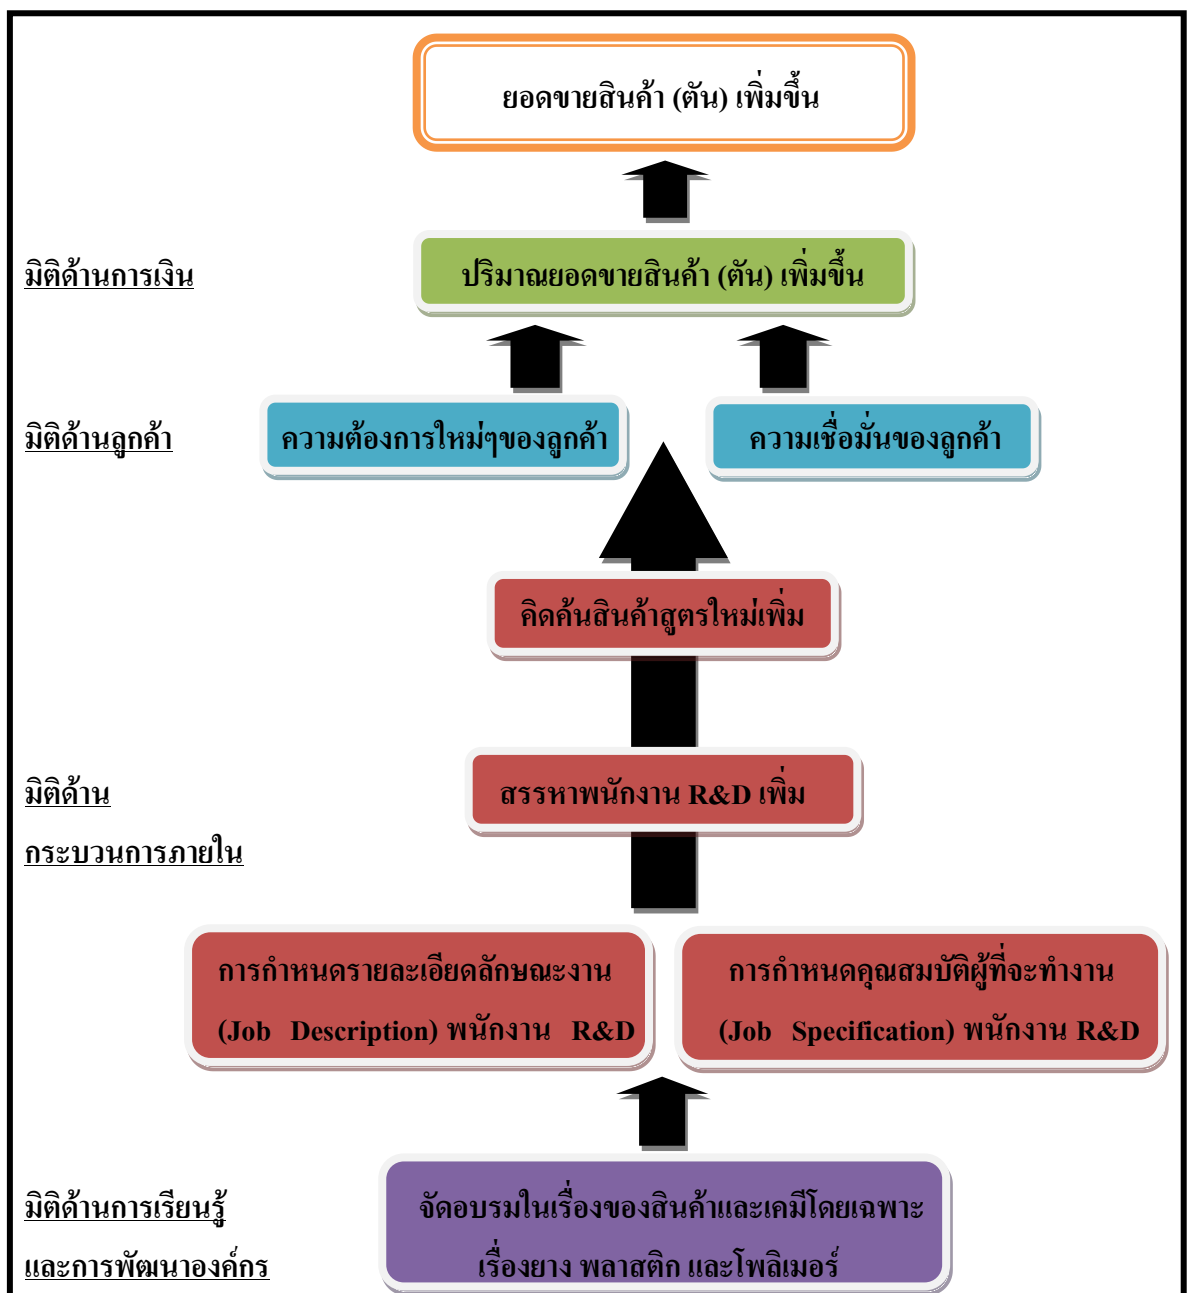 ยอดขายสินค้า (ตัน) เพิ่มขึ้น
มิติด้านการเงิน
ปริมาณยอดขายสินค้า (ตัน) เพิ่มขึ้น
มิติด้านลูกค้า
ความต้องการใหม่ๆของลูกค้า
ความเชื่อมั่นของลูกค้า
คิดค้นสินค้าสูตรใหม่เพิ่ม
มิติด้าน
กระบวนการภายใน
สรรหาพนักงาน R&D เพิ่ม
การกำหนดรายละเอียดลักษณะงาน
(Job Description) พนักงาน R&D
การกำหนดคุณสมบัติผู้ที่จะทำงาน
(Job Specification) พนักงาน R&D
มิติด้านการเรียนรู้
และการพัฒนาองค์กร
จัดอบรมในเรื่องของสินค้าและเคมีโดยเฉพาะ
เรื่องยาง พลาสติก และโพลิเมอร์